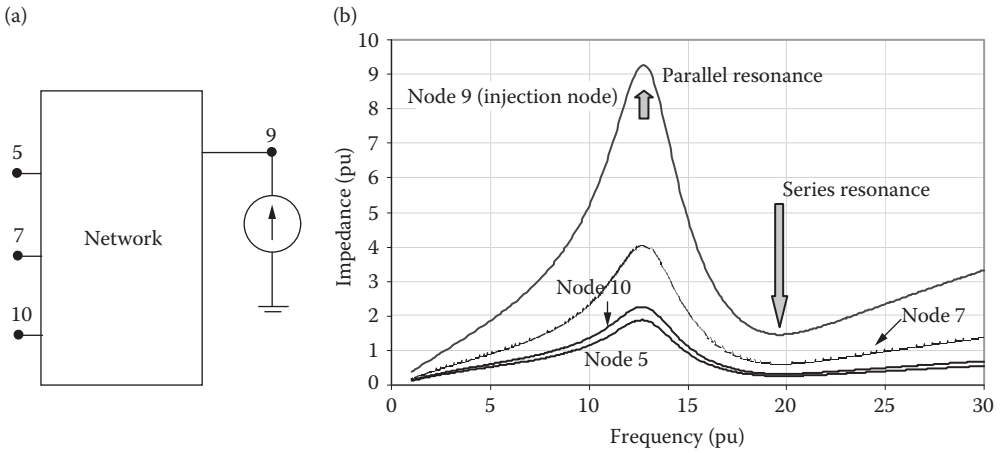 (a)
5
7
10
Network
9
(b)
Impedance (pu)
10
9
8
7
6
5
4
3
2
1
0
Node 9 (injection node)
Parallel resonance
Series resonance
Node 10
Node 7
Node 5
0 5 10 15 20 25 30
Frequency (pu)